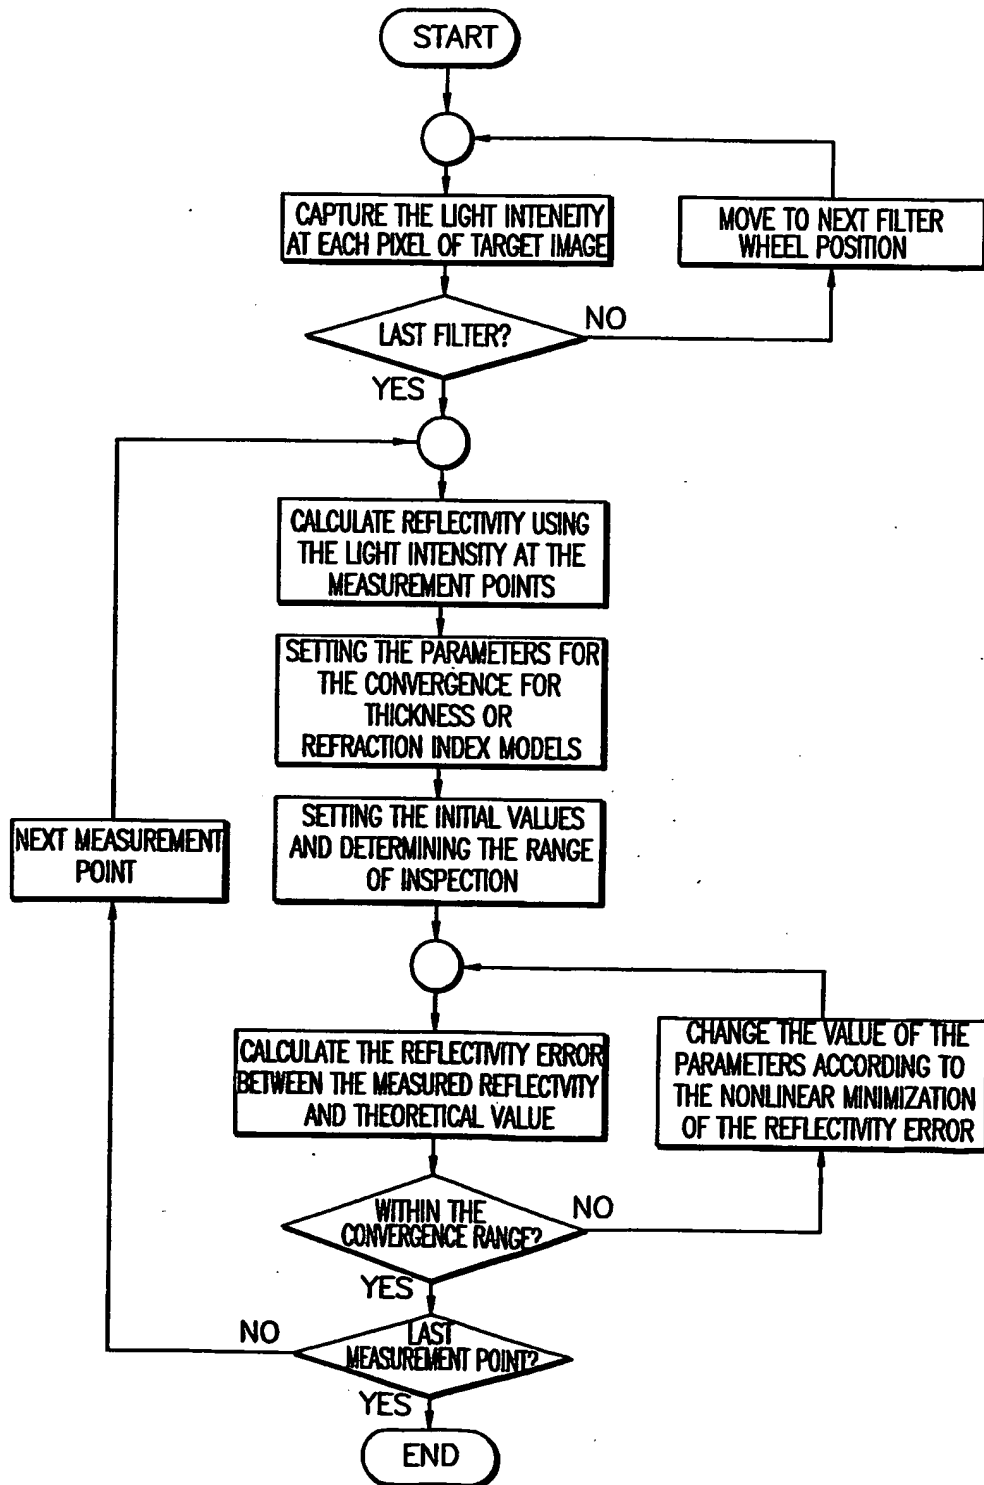 START
CAPTURE THE LIGHT INTENEITY
AT EACH PIXEL OF TARGET IMAGE
MOVE TO NEXT FILTER
WHEEL POSITION
LAST FILTER?
NO
YES
CALCULATE REFLECTIVITY USING
THE LIGHT INTENSITY AT THE
MEASUREMENT POINTS
SETTING THE PARAMETERS FOR
THE CONVERGENCE FOR
THICKNESS OR
REFRACTION INDEX MODELS
SETTING THE INITIAL VALUES
AND DETERMINING THE RANGE
OF INSPECTION
NEXT MEASUREMENT
POINT
CALCULATE THE REFLECTIVITY ERROR
BETWEEN THE MEASURED REFLECTIVITY
AND THEORETICAL VALUE
CHANGE THE VALUE OF THE
PARAMETERS ACCORDING TO
THE NONLINEAR MINIMIZATION
OF THE REFLECTIVITY ERROR
WITHIN THE
CONVERGENCE RANGE?
NO
YES
LAST
MEASUREMENT POINT?
NO
YES
END